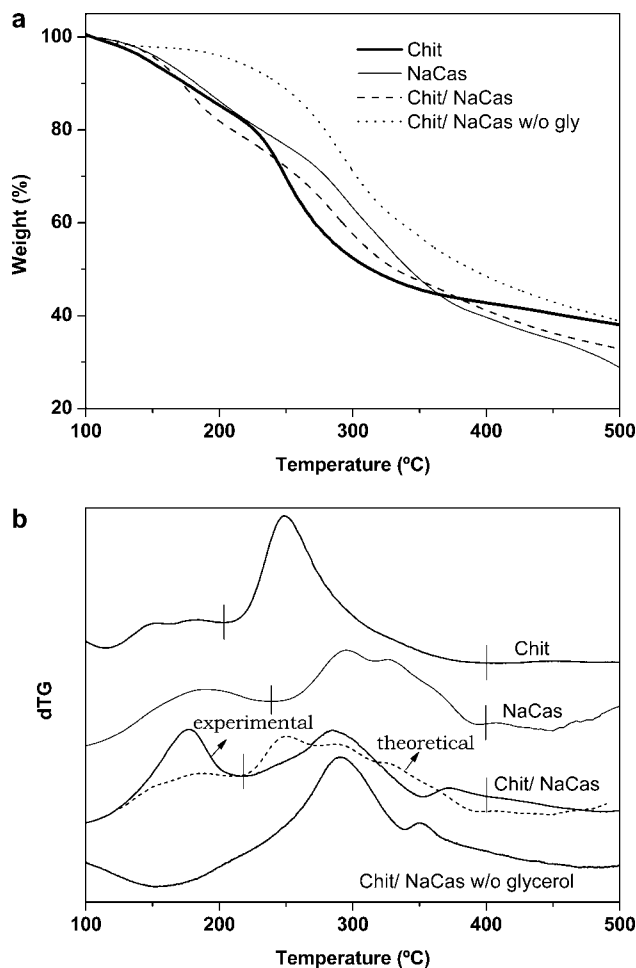 a
100
80
60
40
20
Weight (%)
Chit
NaCas
Chit/ NaCas
Chit/ NaCas w/o gly
100 200 300 400 500
Temperature (ºC)
b
dTG
Chit
NaCas
experimental
theoretical
Chit/ NaCas
Chit/ NaCas w/o glycerol
100 200 300 400 500
Temperature (ºC)